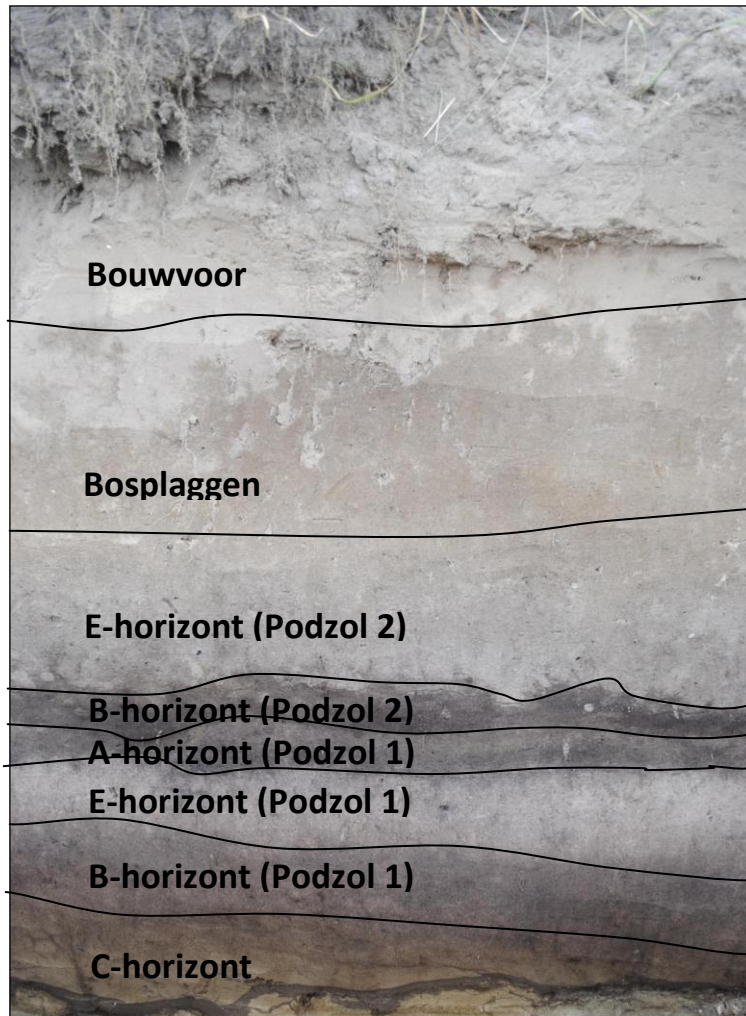 Bouwvoor
Bosplaggen
E-horizont (Podzol 2)
B-horizont (Podzol 2)
A-horizont (Podzol 1)
E-horizont (Podzol 1)
B-horizont (Podzol 1)
C-horizont